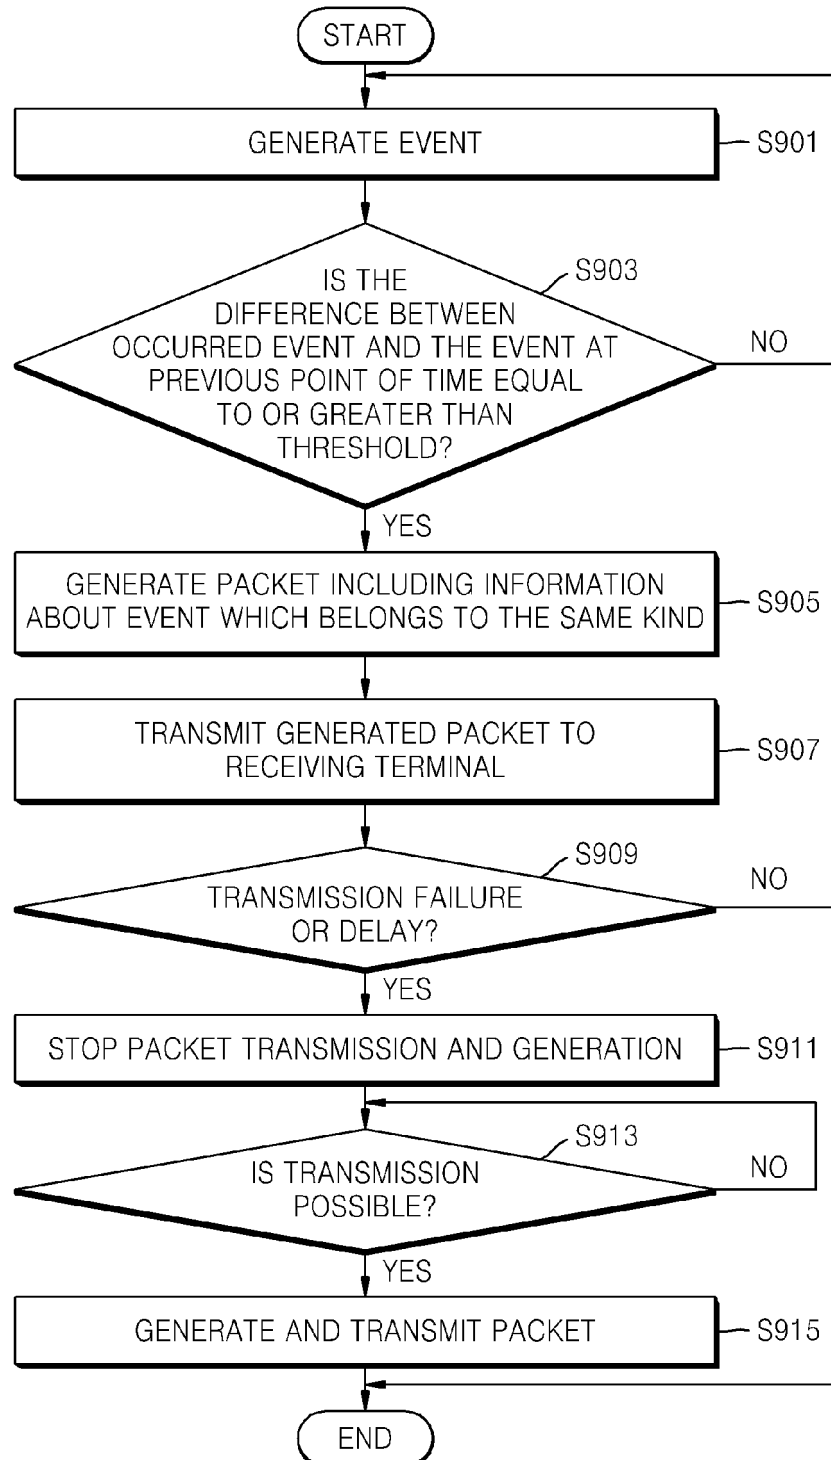 START
GENERATE EVENT
S901
IS THE
DIFFERENCE BETWEEN
OCCURRED EVENT AND THE EVENT AT
PREVIOUS POINT OF TIME EQUAL
TO OR GREATER THAN
THRESHOLD?
S903
NO
YES
GENERATE PACKET INCLUDING INFORMATION
ABOUT EVENT WHICH BELONGS TO THE SAME KIND
S905
TRANSMIT GENERATED PACKET TO
RECEIVING TERMINAL
S907
TRANSMISSION FAILURE
OR DELAY?
S909
NO
YES
STOP PACKET TRANSMISSION AND GENERATION
S911
IS TRANSMISSION
POSSIBLE?
S913
NO
YES
GENERATE AND TRANSMIT PACKET
S915
END